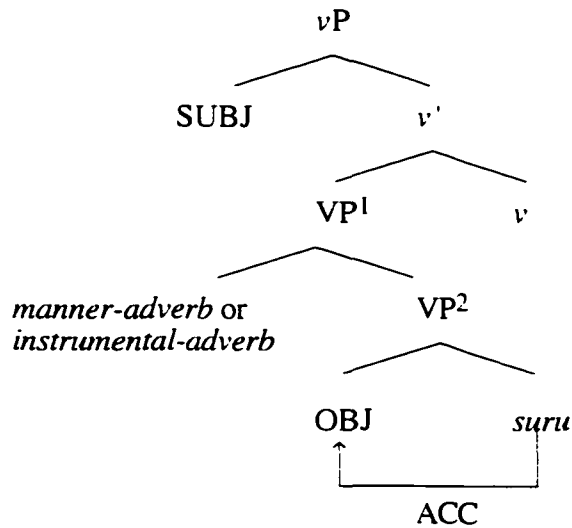 vP
SUBJ v'
VP1 v
manner-adverb or VP2
instrumental-adverb
OBJ suru
ACC